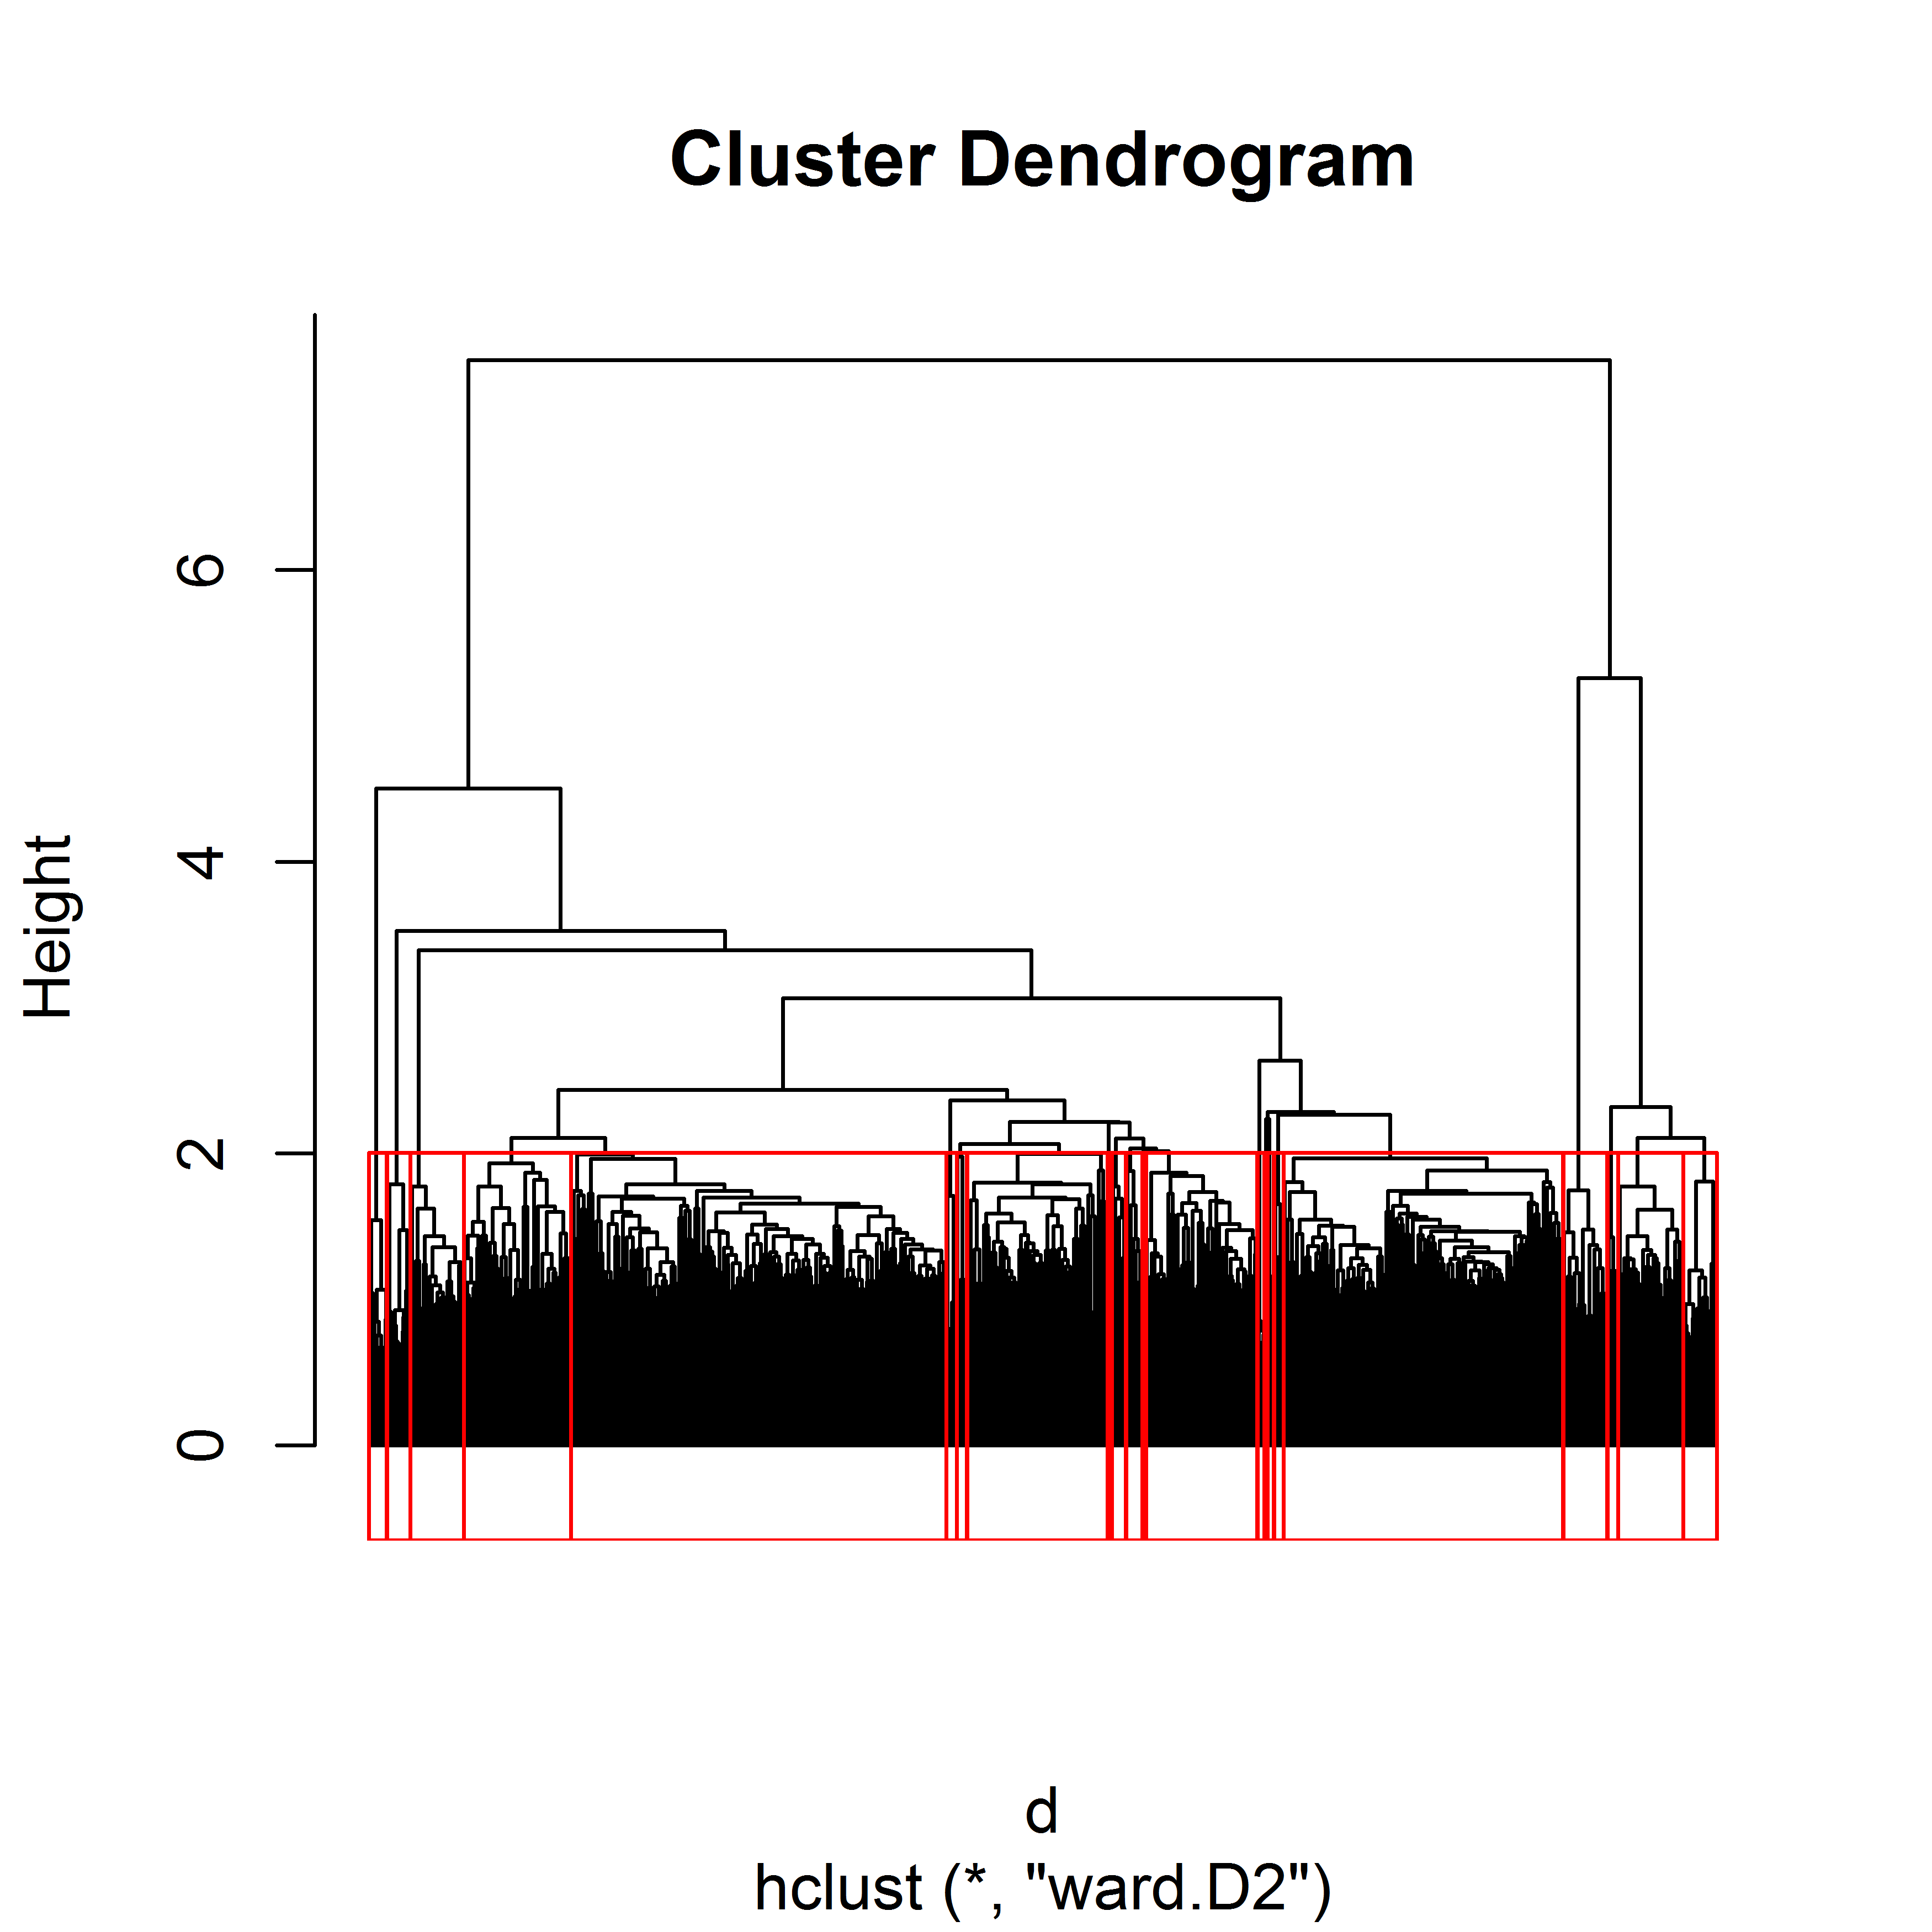 Cluster Dendrogram
Height
6
4
2
0
d
hclust (*, "ward.D2")